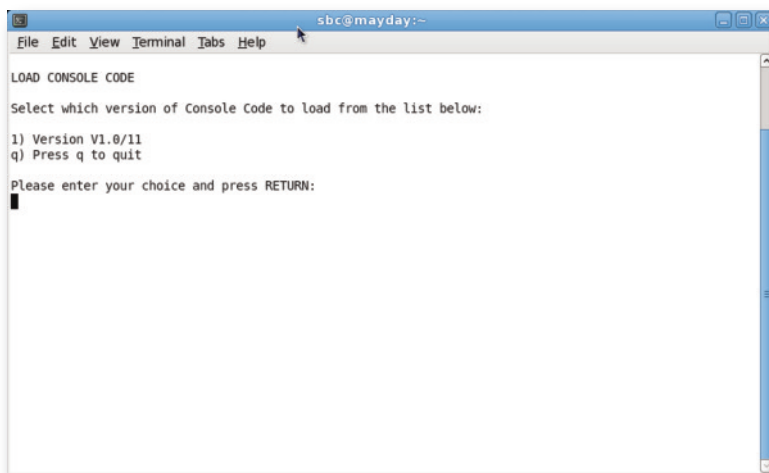 sbc@mayday:~
File Edit View Terminal Tabs Help
LOAD CONSOLE CODE
Select which version of Console Code to load from the list below:
1) Version V1.0/11
q) Press q to quit
Please enter your choice and press RETURN: